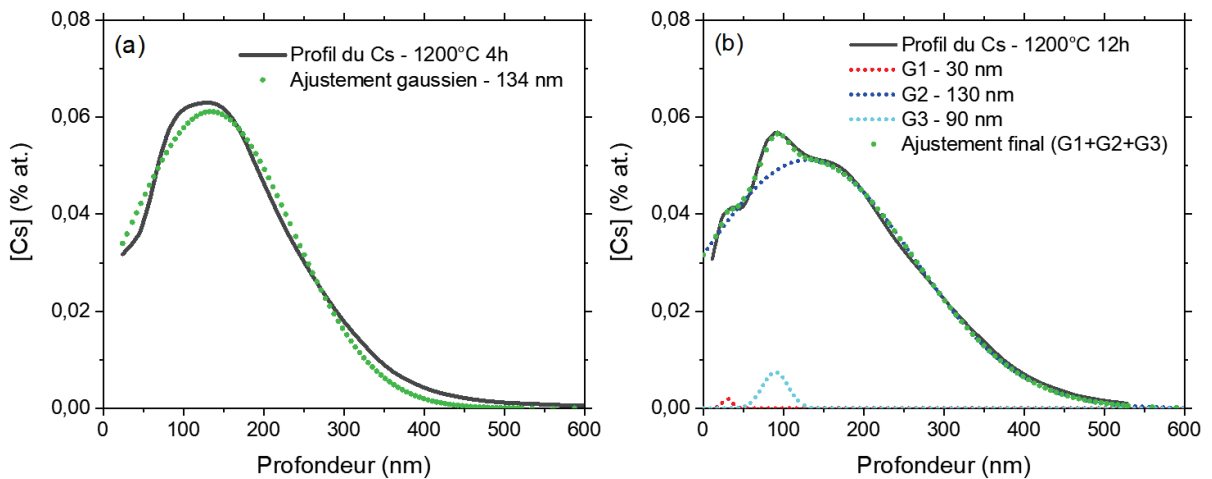 (a)
Profil du Cs - 1200°C 4h
Ajustement gaussien - 134 nm
[Cs] (% at.)
0,08
0,06
0,04
0,02
0,00
0 100 200 300 400 500 600
Profondeur (nm)
(b)
Profil du Cs - 1200°C 12h
G1 - 30 nm
G2 - 130 nm
G3 - 90 nm
Ajustement final (G1+G2+G3)
[Cs] (% at.)
0,08
0,06
0,04
0,02
0,00
0 100 200 300 400 500 600
Profondeur (nm)